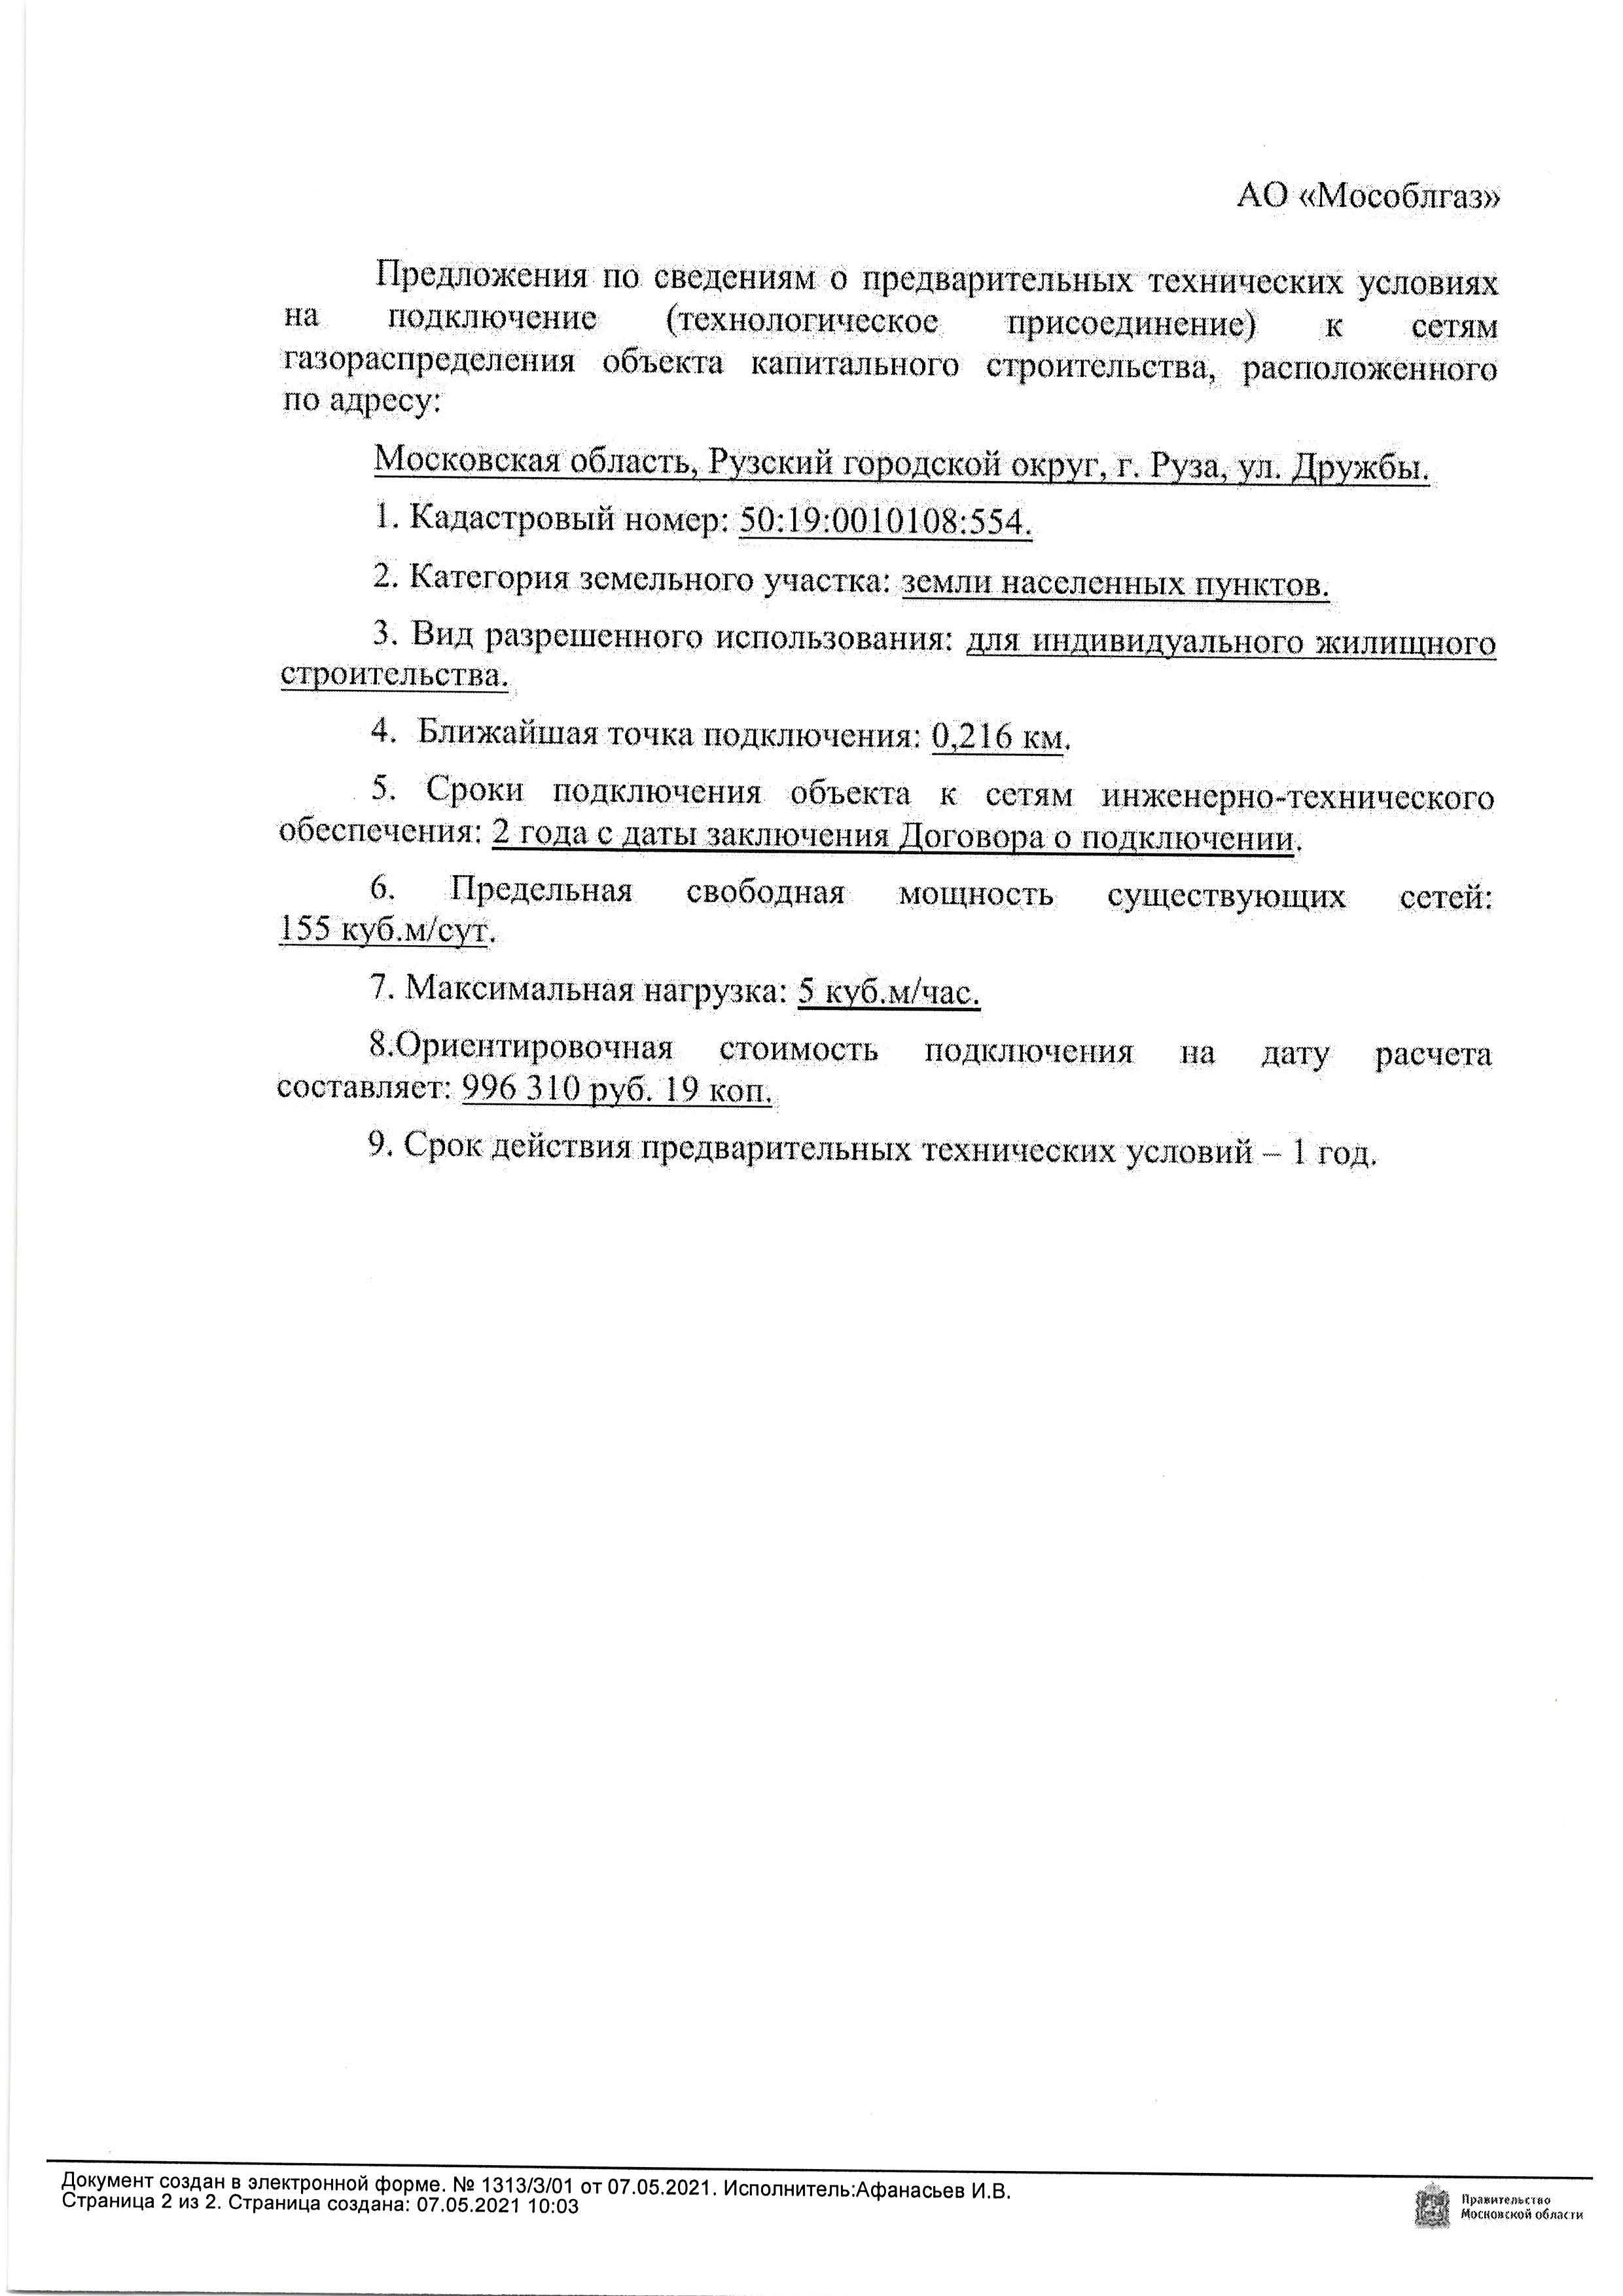 АО «Мособлгаз»
Предложения по сведениям о предварительных технических условиях
на подключение (технологическое присоединение) к сетям
газораспределения объекта капитального строительства, расположенного
по адресу:
Московская область, Рузский городской округ, г. Руза, ул. Дружбы.
1. Кадастровый номер: 50:19:0010108:554.
2. Категория земельного участка: земли населенных пунктов.
3. Вид разрешенного использования: для индивидуального жилищного
строительства.
4. Ближайшая точка подключения: 0,216 км.
5. Сроки подключения объекта к сетям инженерно-технического
обеспечения: 2 года с даты заключения Договора о подключении.
6. Предельная свободная мощность существующих сетей:
155 куб.м/сут.
7. Максимальная нагрузка: 5 куб.м/час.
8.Ориентировочная стоимость подключения на дату расчета
составляет: 996 310 руб. 19 коп.
9. Срок действия предварительных технических условий – 1 год.
Документ создан в электронной форме. № 1313/3/01 от 07.05.2021. Исполнитель:Афанасьев И.В.
Страница 2 из 2. Страница создана: 07.05.2021 10:03
Правительство
Московской области